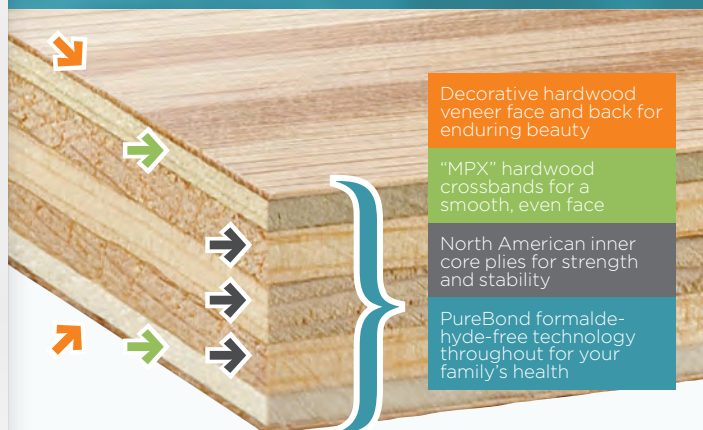 Decorative hardwood
veneer face and back for
enduring beauty
“MPX” hardwood
crossbands for a
smooth, even face
North American inner
core plies for strength
and stability
PureBond formalde-
hyde-free technology
throughout for your
family’s health